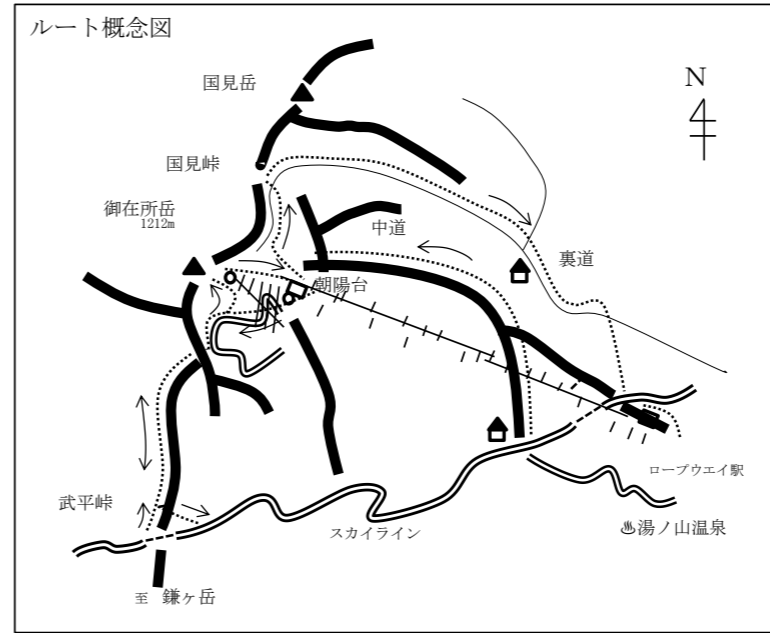 ルート概念図
国見岳
N
国見峠
御在所岳
1212m
中道
裏道
朝陽台
ロープウエイ駅
武平峠
スカイライン
♨湯ノ山温泉
至 鎌ヶ岳